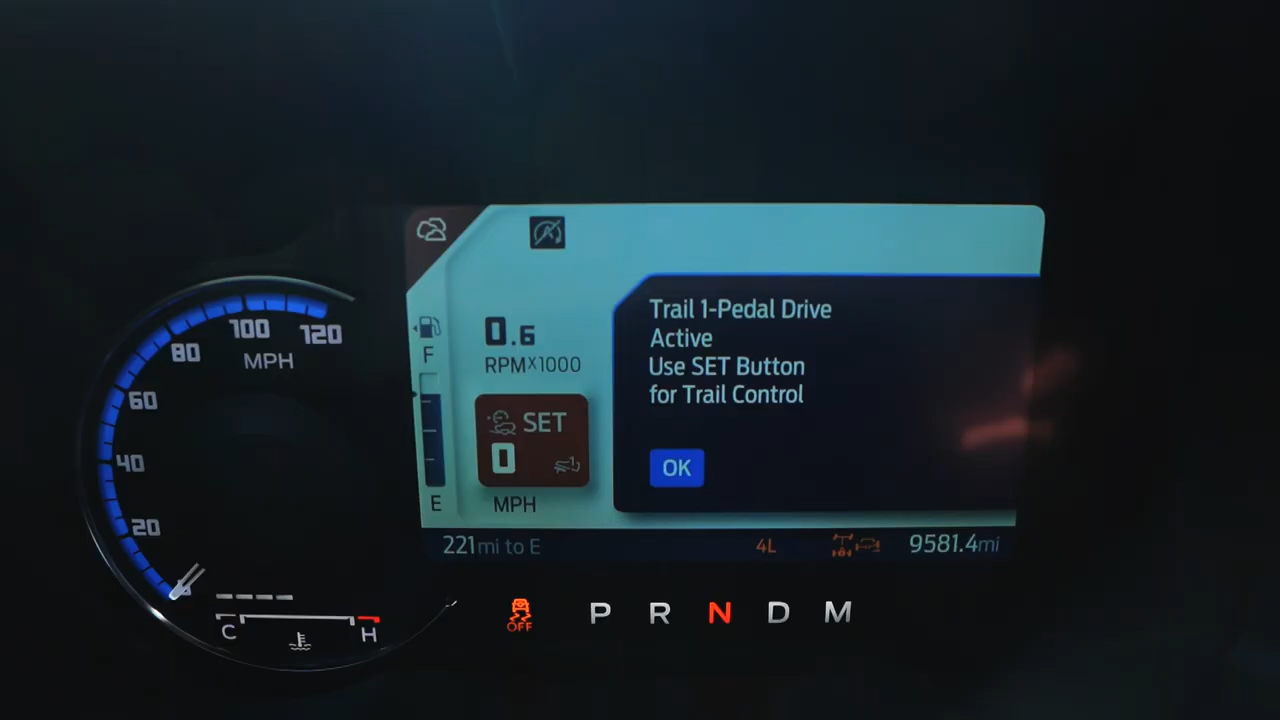 120
100
80
60
40
20
MPH
C
H
F
E
0.6
RPMX1000
SET
0
MPH
Trail 1-Pedal Drive
Active
Use SET Button
for Trail Control
OK
221mi to E
4L
9581.4mi
OFF
P R N D M